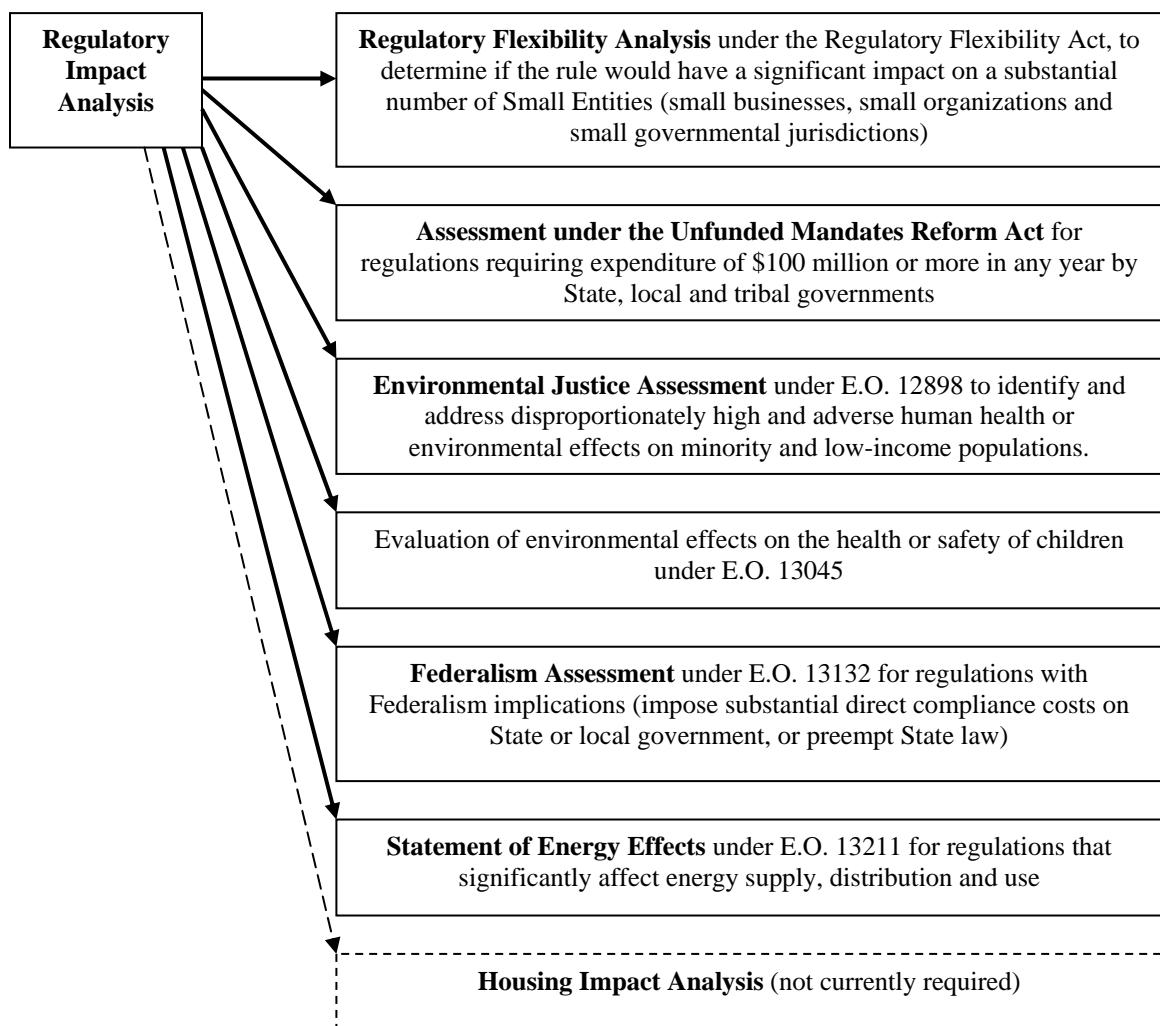 Regulatory
Impact
Analysis
Regulatory Flexibility Analysis under the Regulatory Flexibility Act, to
determine if the rule would have a significant impact on a substantial
number of Small Entities (small businesses, small organizations and
small governmental jurisdictions)
Assessment under the Unfunded Mandates Reform Act for
regulations requiring expenditure of $100 million or more in any year by
State, local and tribal governments
Environmental Justice Assessment under E.O. 12898 to identify and
address disproportionately high and adverse human health or
environmental effects on minority and low-income populations.
Evaluation of environmental effects on the health or safety of children
under E.O. 13045
Federalism Assessment under E.O. 13132 for regulations with
Federalism implications (impose substantial direct compliance costs on
State or local government, or preempt State law)
Statement of Energy Effects under E.O. 13211 for regulations that
significantly affect energy supply, distribution and use
Housing Impact Analysis (not currently required)